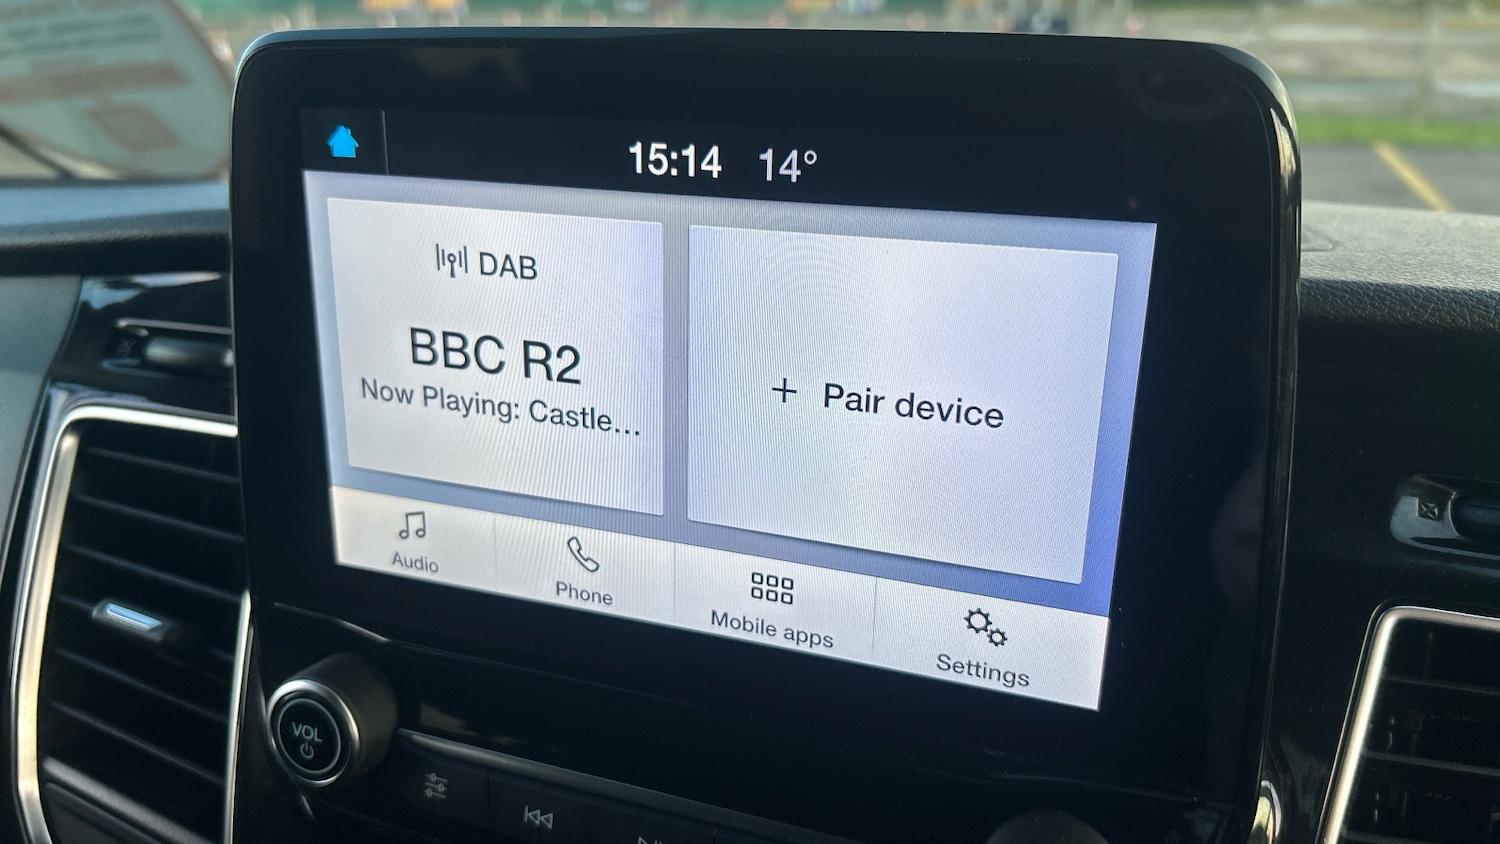 15:14 14°
DAB
BBC R2
Now Playing: Castle...
+ Pair device
Audio
Phone
Mobile apps
Settings
VOL